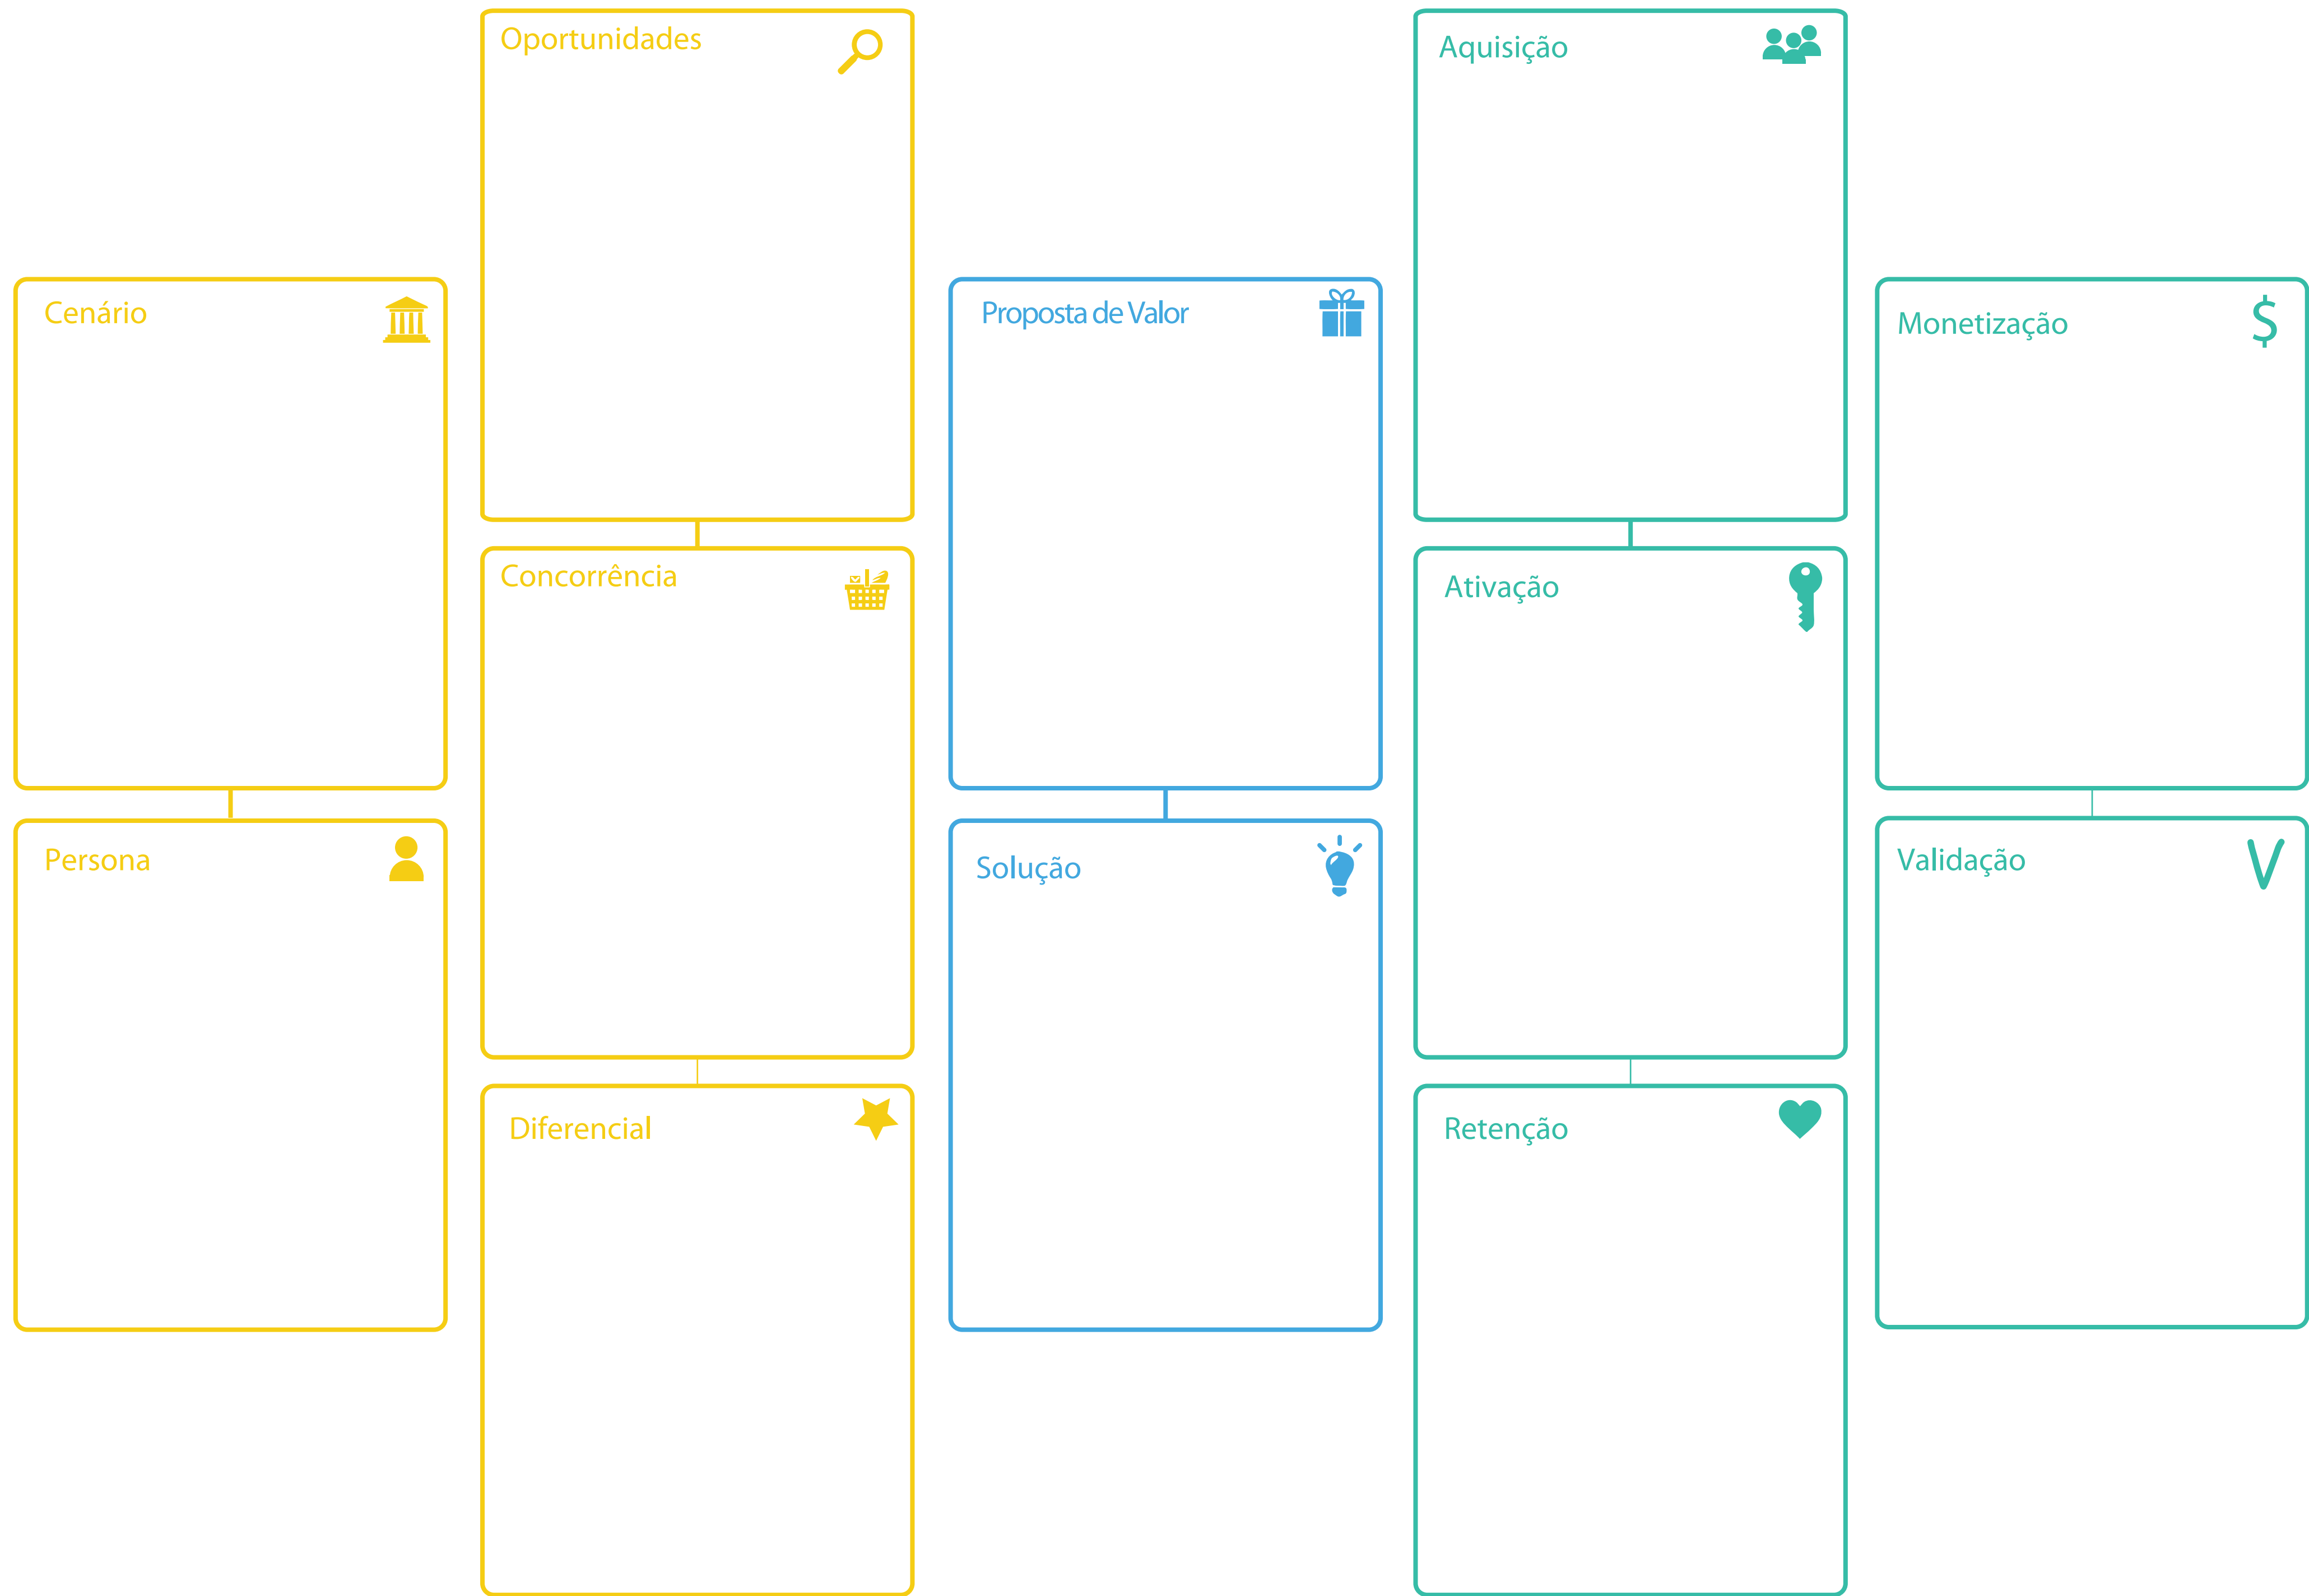 Cenário
Persona
Oportunidades
Concorrência
Diferencial
Proposta de Valor
Solução
Aquisição
Ativação
Retenção
Monetização
$
Validação